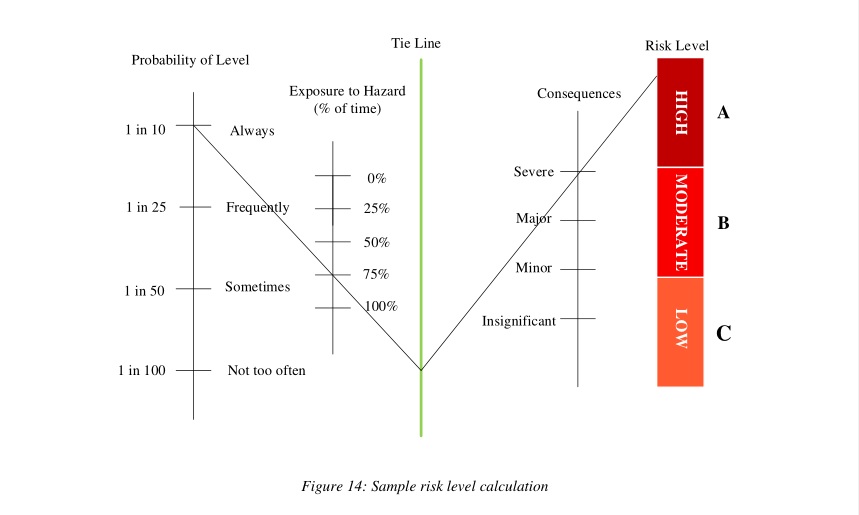 Tie Line
Risk Level
Probability of Level
Exposure to Hazard
(% of time)
Consequences
1 in 10
Always
1 in 25
Frequently
1 in 50
Sometimes
1 in 100
Not too often
0%
25%
50%
75%
100%
Severe
Major
Minor
Insignificant
HIGH
A
MODERATE
B
LOW
C
Figure 14: Sample risk level calculation